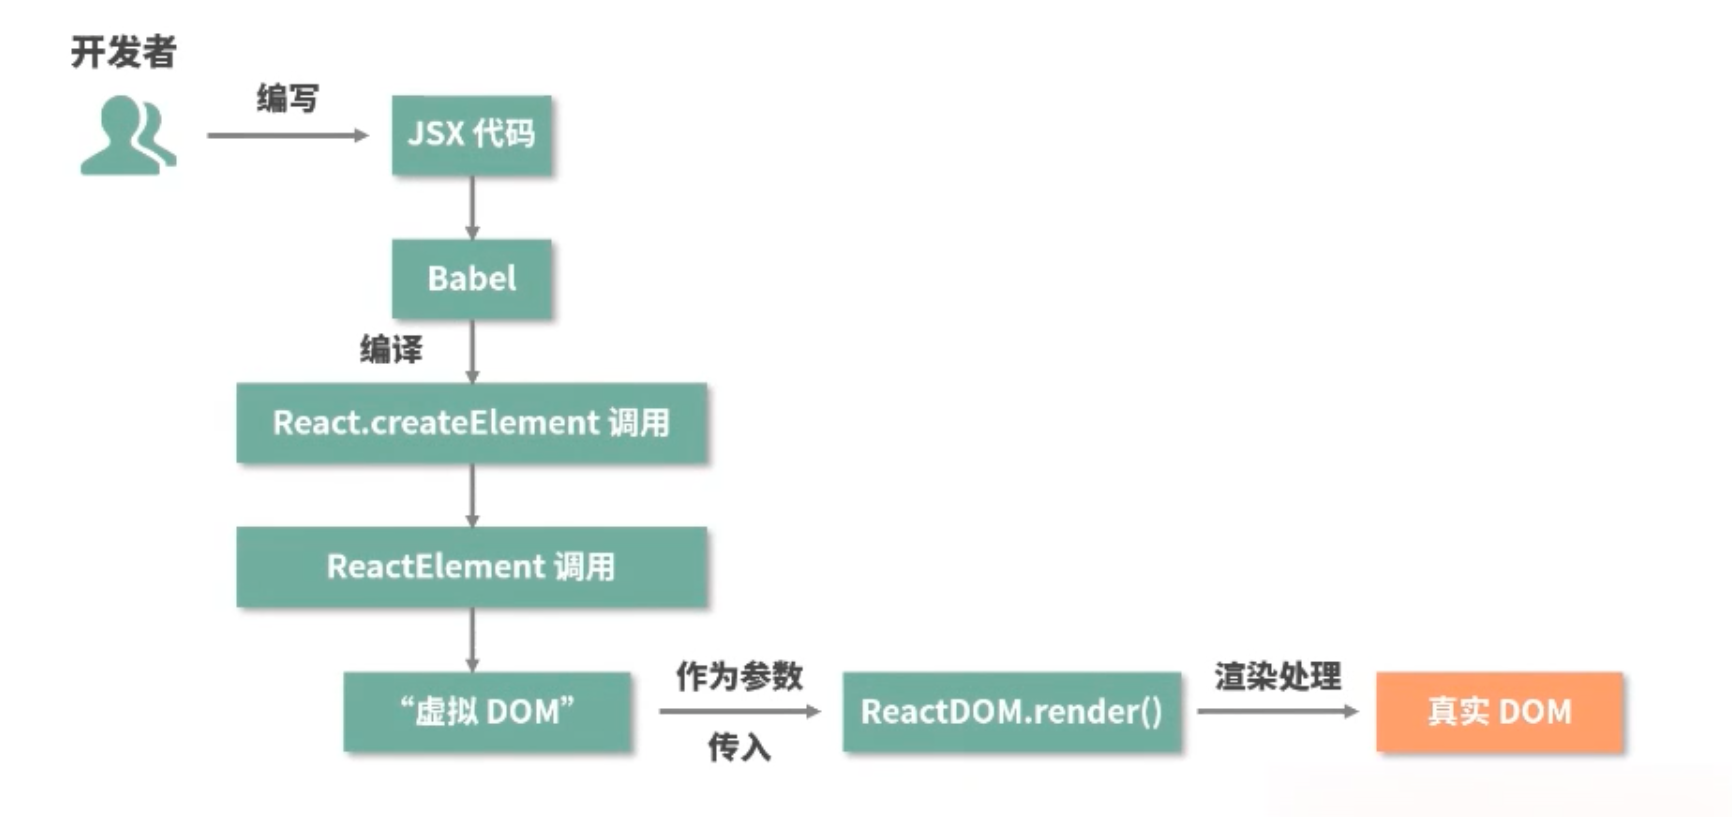 开发者
编写
JSX 代码
Babel
编译
React.createElement 调用
ReactElement 调用
“虚拟 DOM”
作为参数
传入
ReactDOM.render()
渲染处理
真实 DOM